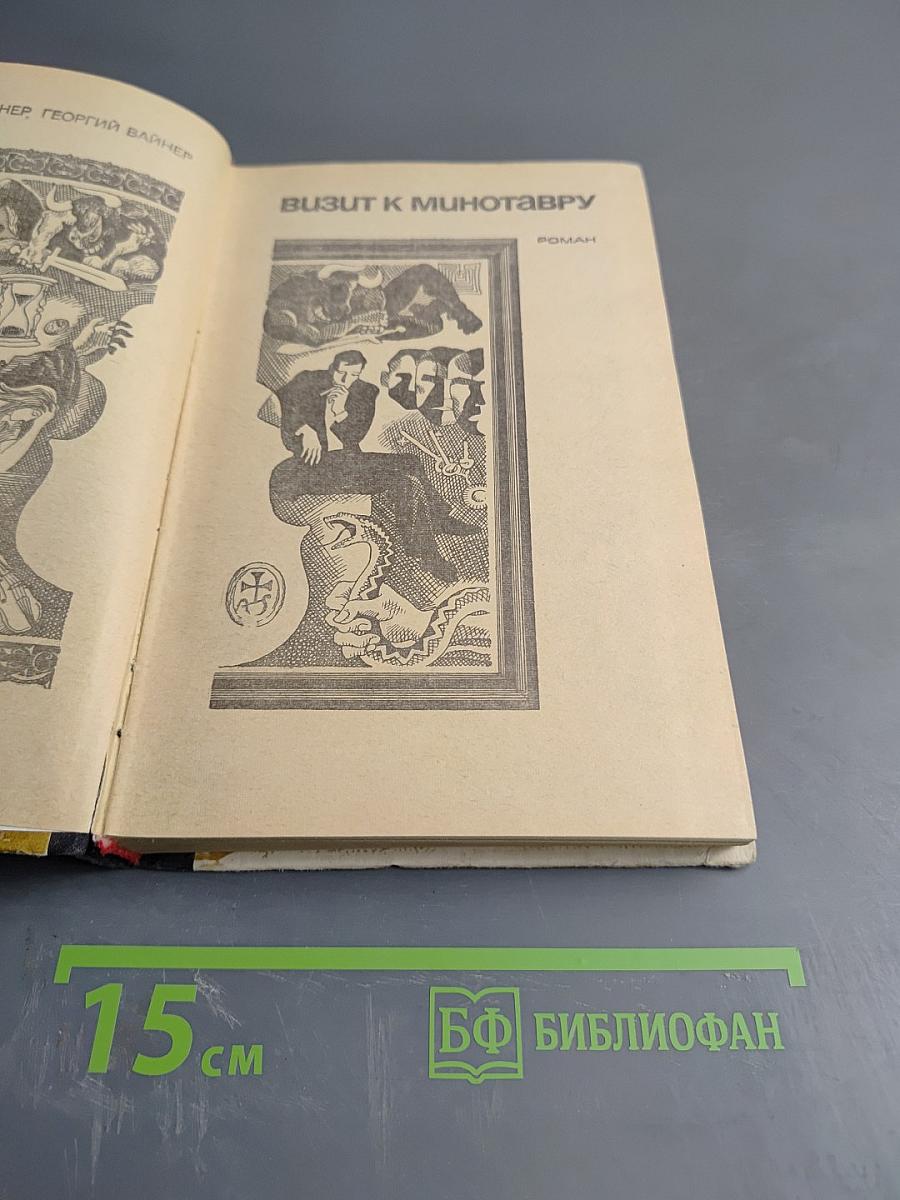 НЕР, ГЕОРГИЙ ВАЙНЕР
ВИЗИТ К МИНОТАВРУ
РОМАН
15 см
БФ БИБЛИОФАН